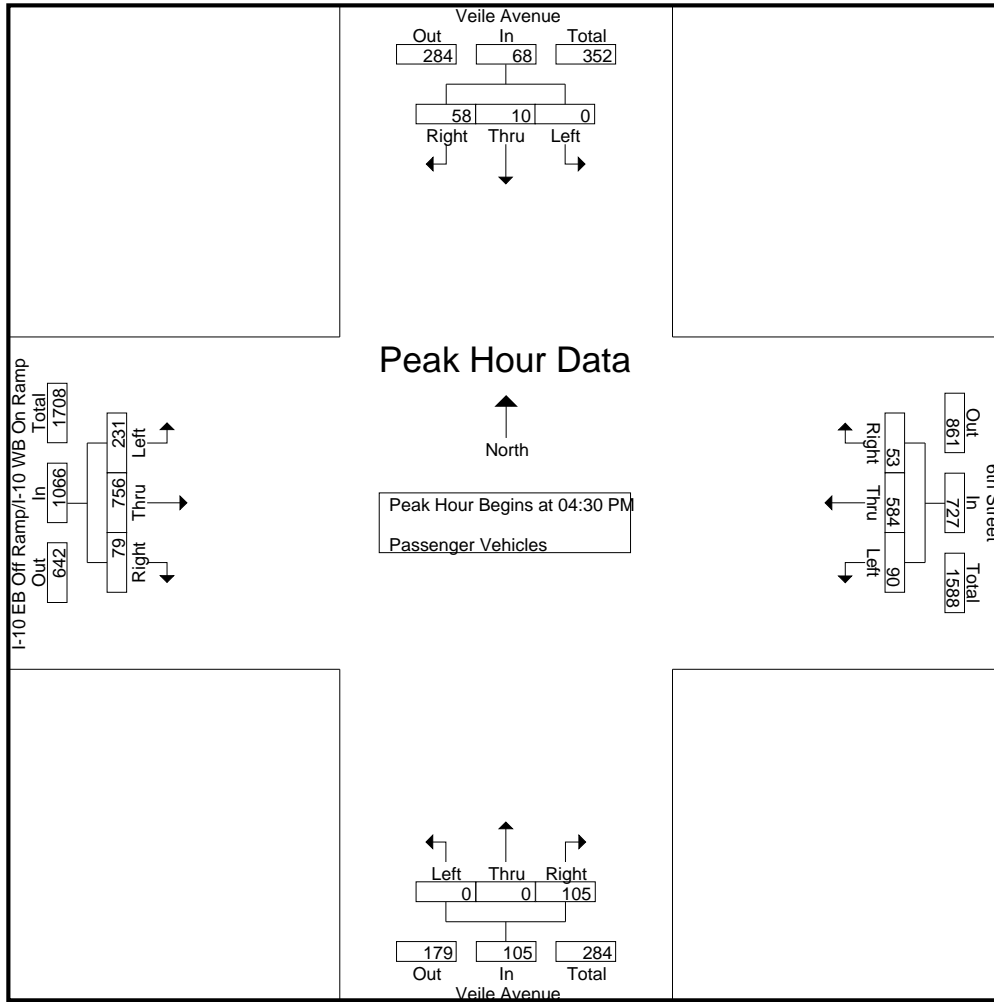 Veile Avenue
Out In Total
284 68 352
58 10 0
Right Thru Left
Peak Hour Data
North
Peak Hour Begins at 04:30 PM
Passenger Vehicles
I-10 EB Off Ramp/I-10 WB On Ramp
Total In Out
1708 1066 642
231 756 79
Left Thru Right
6th Street
Out In Total
861 727 1588
53 584 90
Right Thru Left
Left Thru Right
0 0 105
179 105 284
Out In Total
Veile Avenue